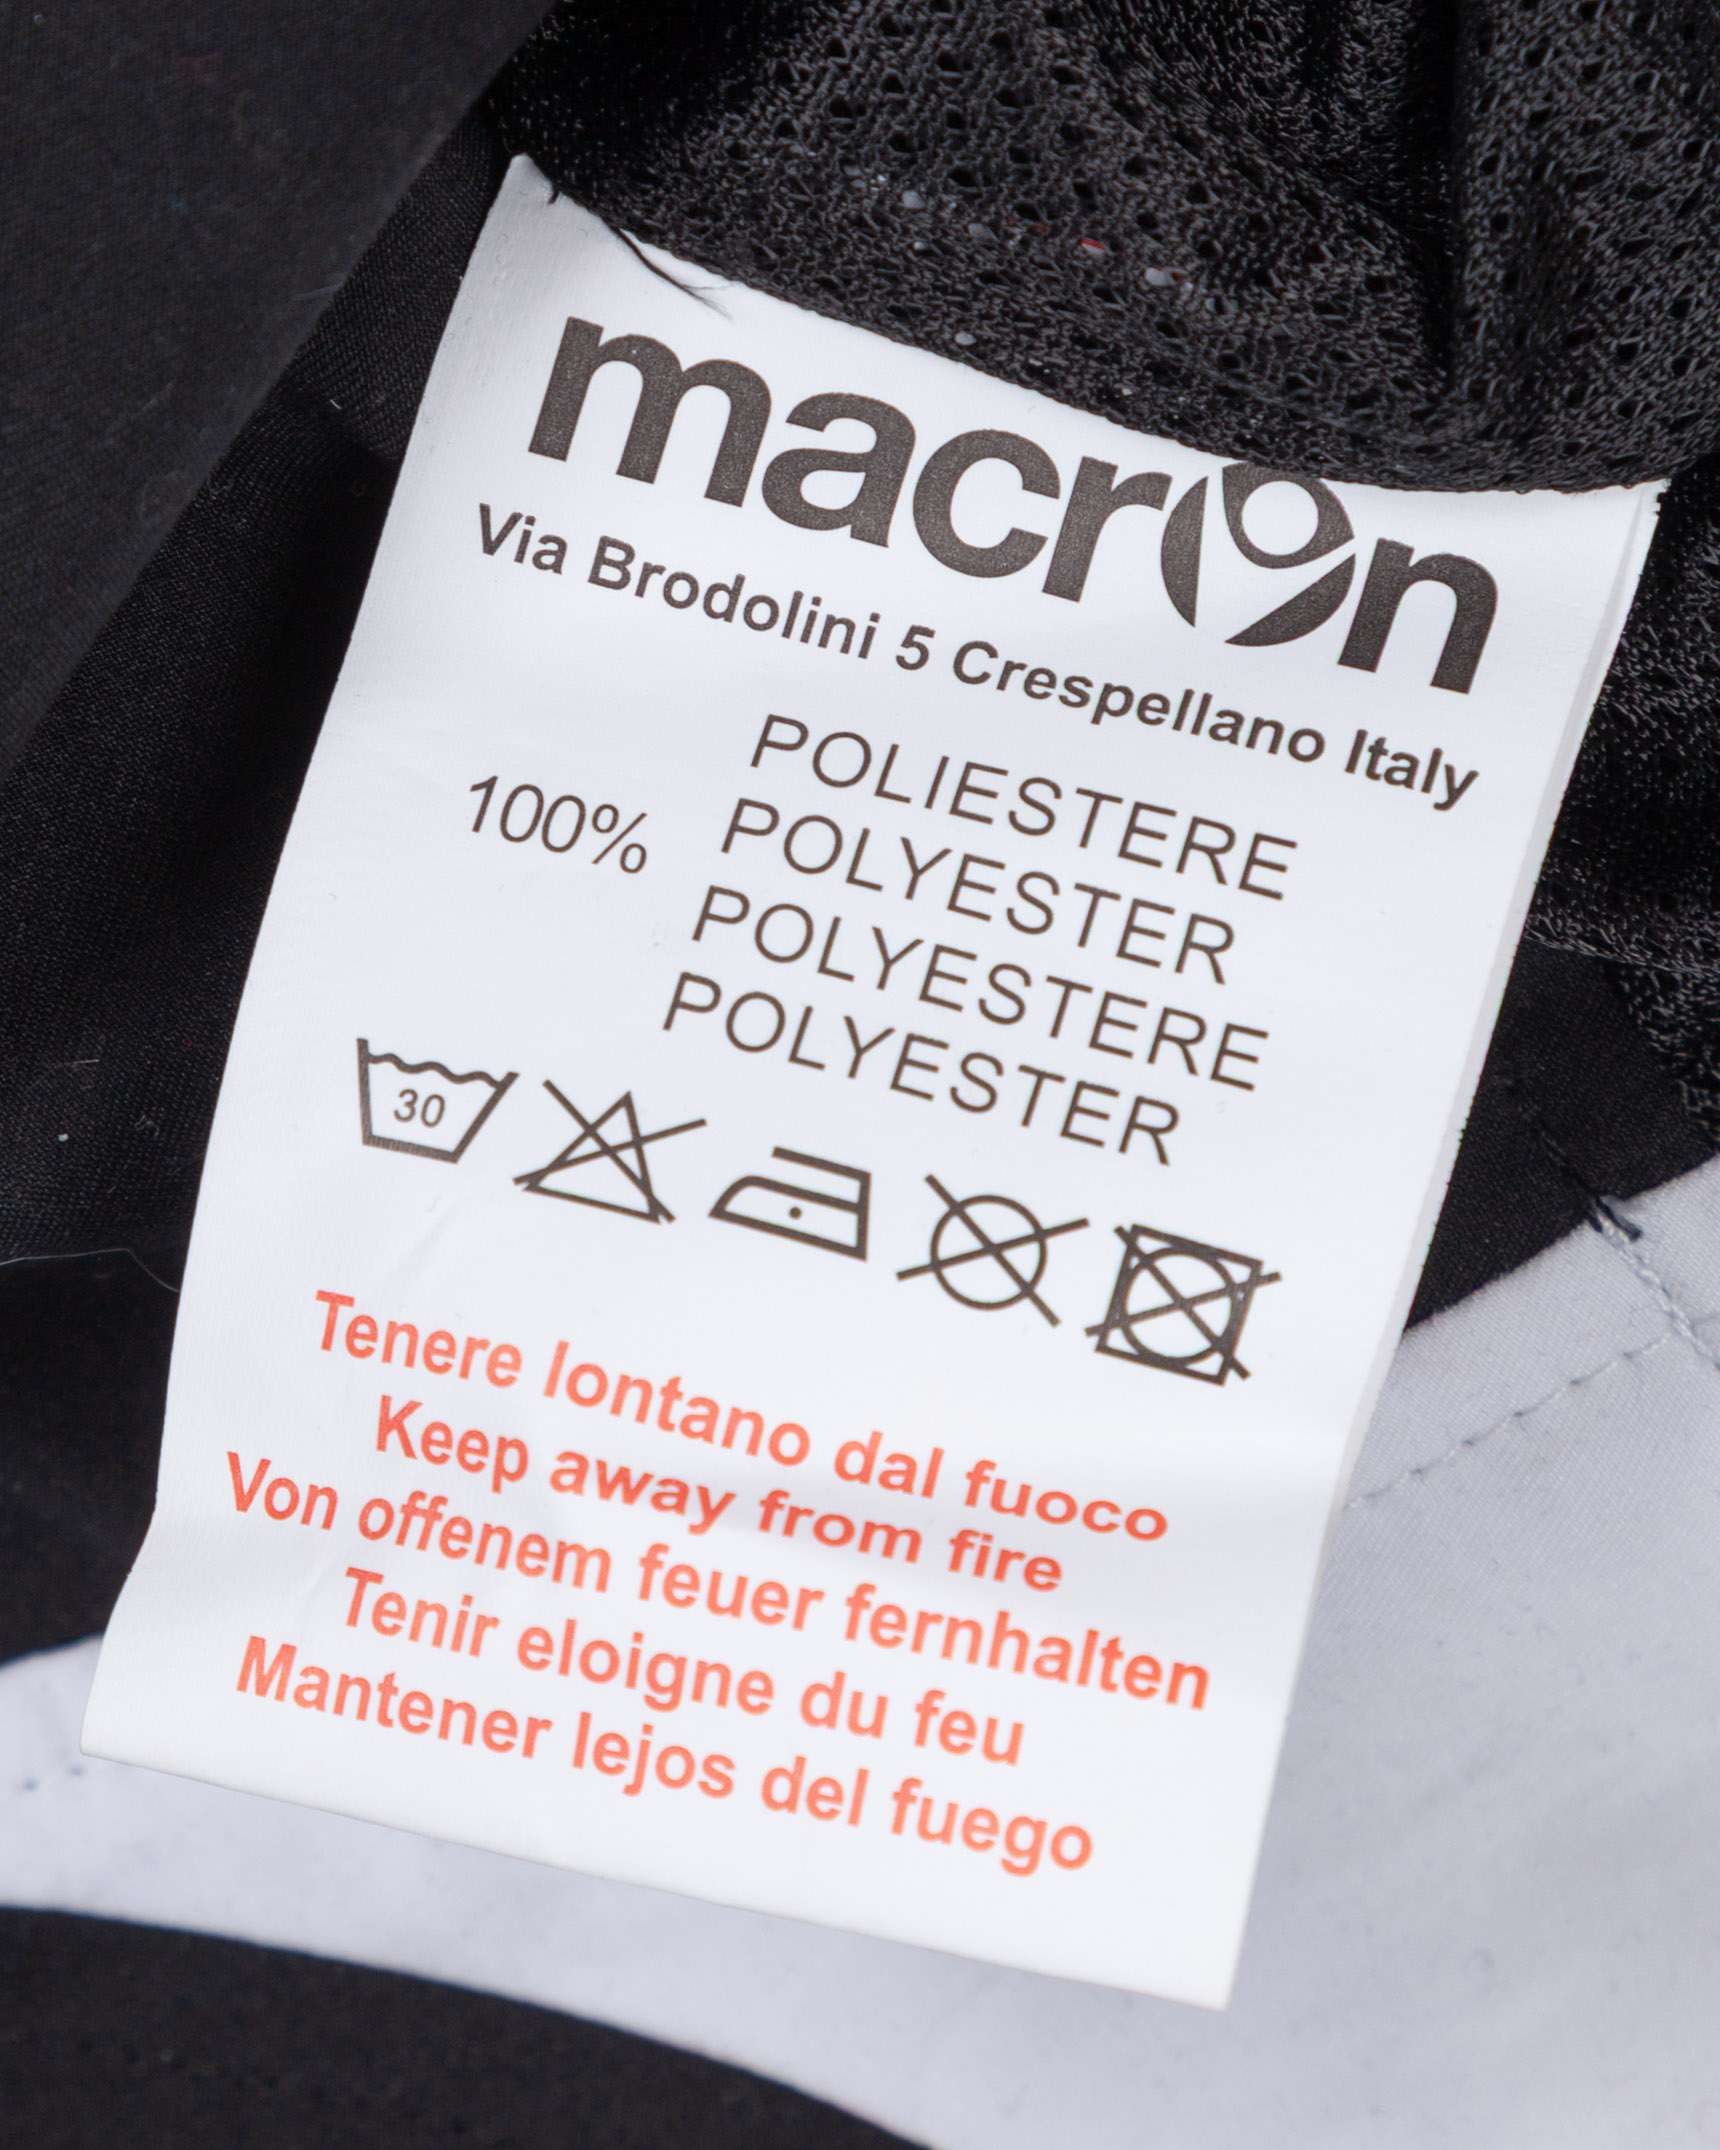 macron
Via Brodolini 5 Crespellano Italy
POLIESTERE
100% POLYESTER
POLYESTERE
POLYESTER
30
Tenere lontano dal fuoco
Keep away from fire
Von offenem feuer fernhalten
Tenir eloigne du feu
Mantener lejos del fuego